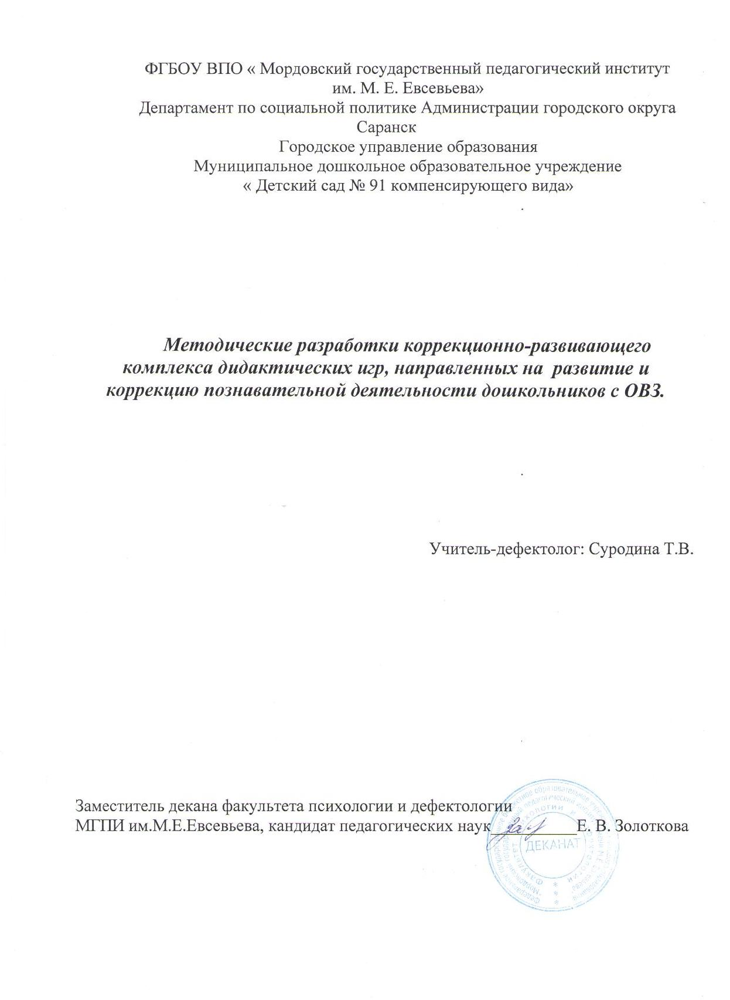 ФГБОУ ВПО « Мордовский государственный педагогический институт
им. М. Е. Евсевьева»
Департамент по социальной политике Администрации городского округа
Саранск
Городское управление образования
Муниципальное дошкольное образовательное учреждение
« Детский сад № 91 компенсирующего вида»
Методические разработки коррекционно-развивающего
комплекса дидактических игр, направленных на развитие и
коррекцию познавательной деятельности дошкольников с ОВЗ.
Учитель-дефектолог: Суродина Т.В.
Заместитель декана факультета психологии и дефектологии
МГПИ им.М.Е.Евсевьева, кандидат педагогических наук__________Е. В. Золоткова
ДЕКАНАТ